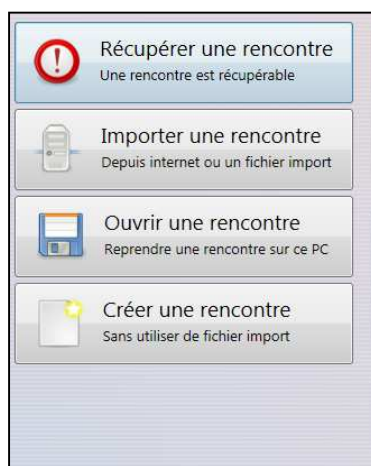 Récupérer une rencontre
Une rencontre est récupérable
Importer une rencontre
Depuis internet ou un fichier import
Ouvrir une rencontre
Reprendre une rencontre sur ce PC
Créer une rencontre
Sans utiliser de fichier import